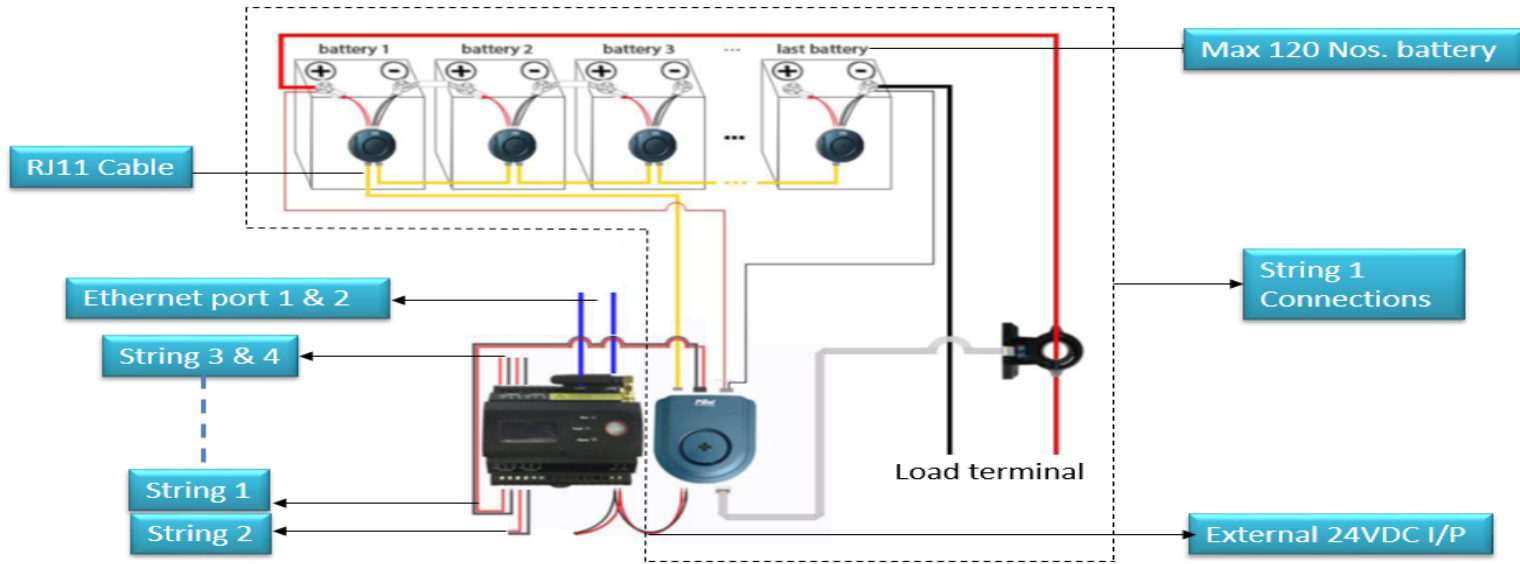 battery 1
battery 2
battery 3
...
last battery
Max 120 Nos. battery
+
-
+
-
+
-
+
-
RJ11 Cable
...
Ethernet port 1 & 2
String 1
Connections
String 3 & 4
Load terminal
String 1
String 2
External 24VDC I/P